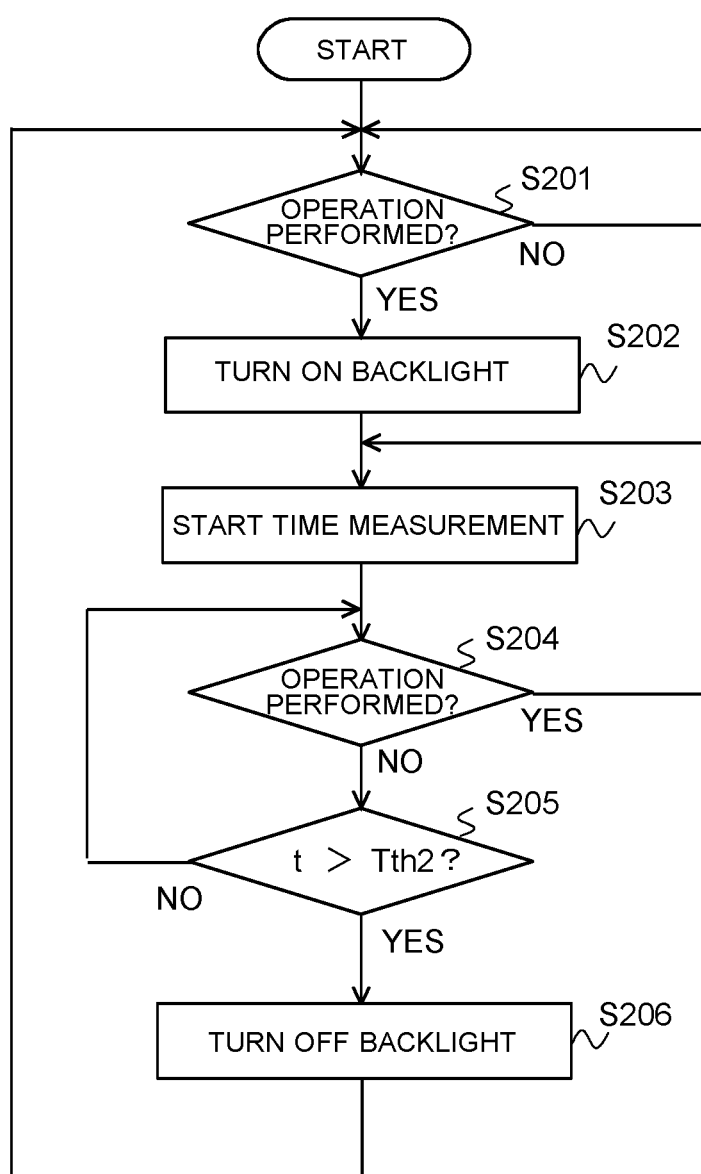 START
S201
OPERATION
PERFORMED?
NO
YES
S202
TURN ON BACKLIGHT
S203
START TIME MEASUREMENT
S204
OPERATION
PERFORMED?
YES
NO
S205
t > Tth2?
NO
YES
S206
TURN OFF BACKLIGHT